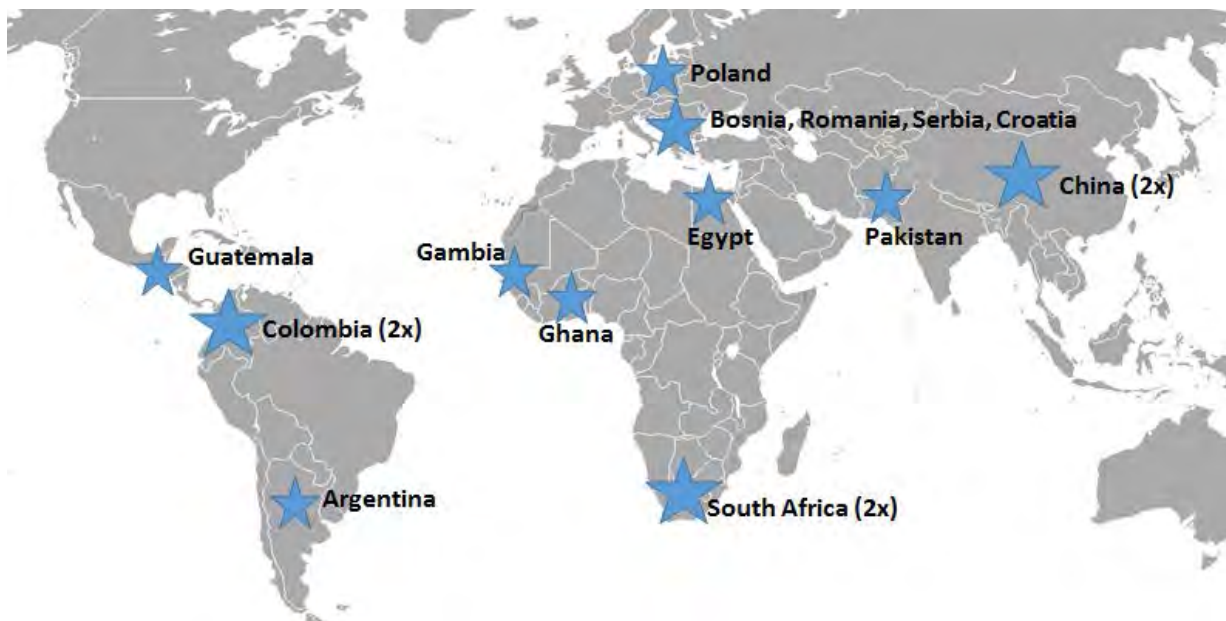 Poland
Bosnia, Romania, Serbia, Croatia
China (2x)
Egypt
Pakistan
Guatemala
Gambia
Colombia (2x)
Ghana
Argentina
South Africa (2x)